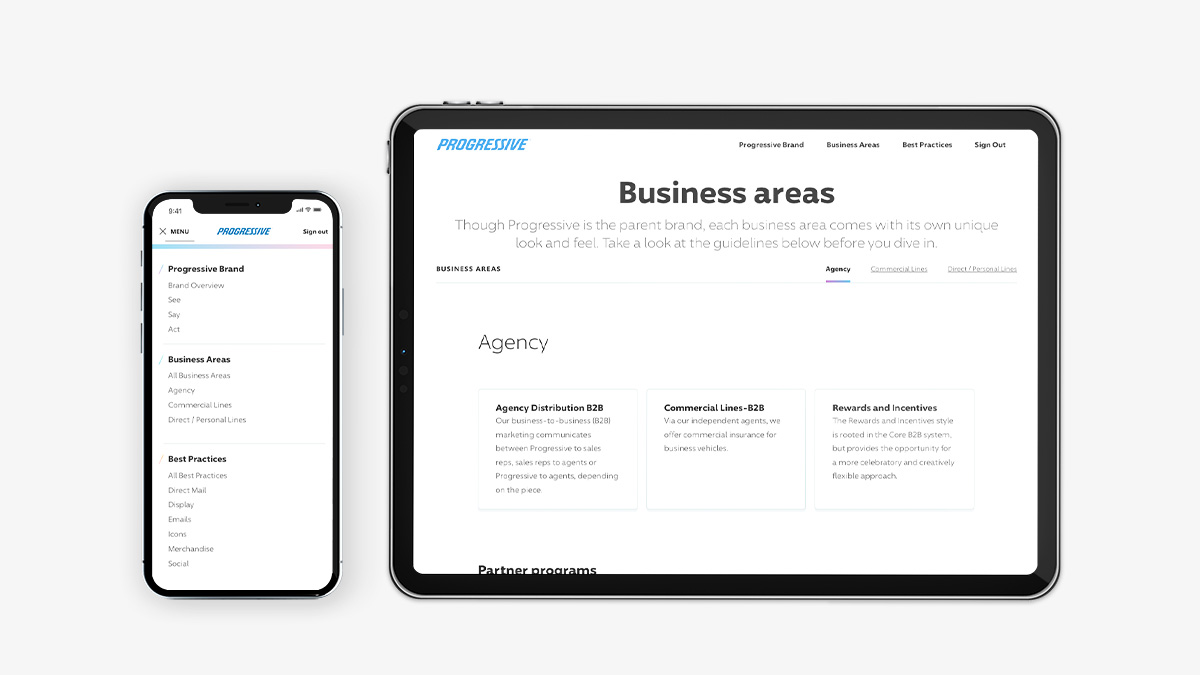 9:41
MENU
PROGRESSIVE
Sign out
Progressive Brand
Brand Overview
See
Say
Act
Business Areas
All Business Areas
Agency
Commercial Lines
Direct / Personal Lines
Best Practices
All Best Practices
Direct Mail
Display
Emails
Icons
Merchandise
Social
PROGRESSIVE
Progressive Brand
Business Areas
Best Practices
Sign Out
Business areas
Though Progressive is the parent brand, each business area comes with its own unique
look and feel. Take a look at the guidelines below before you dive in.
BUSINESS AREAS
Agency
Commercial Lines
Direct / Personal Lines
Agency
Agency Distribution B2B
Our business-to-business (B2B)
marketing communicates
between Progressive to sales
reps, sales reps to agents or
Progressive to agents, depending
on the piece.
Commercial Lines-B2B
Via our independent agents, we
offer commercial insurance for
business vehicles.
Rewards and Incentives
The Rewards and Incentives style
is rooted in the Core B2B system,
but provides the opportunity for
a more celebratory and creatively
flexible approach.
Partner programs